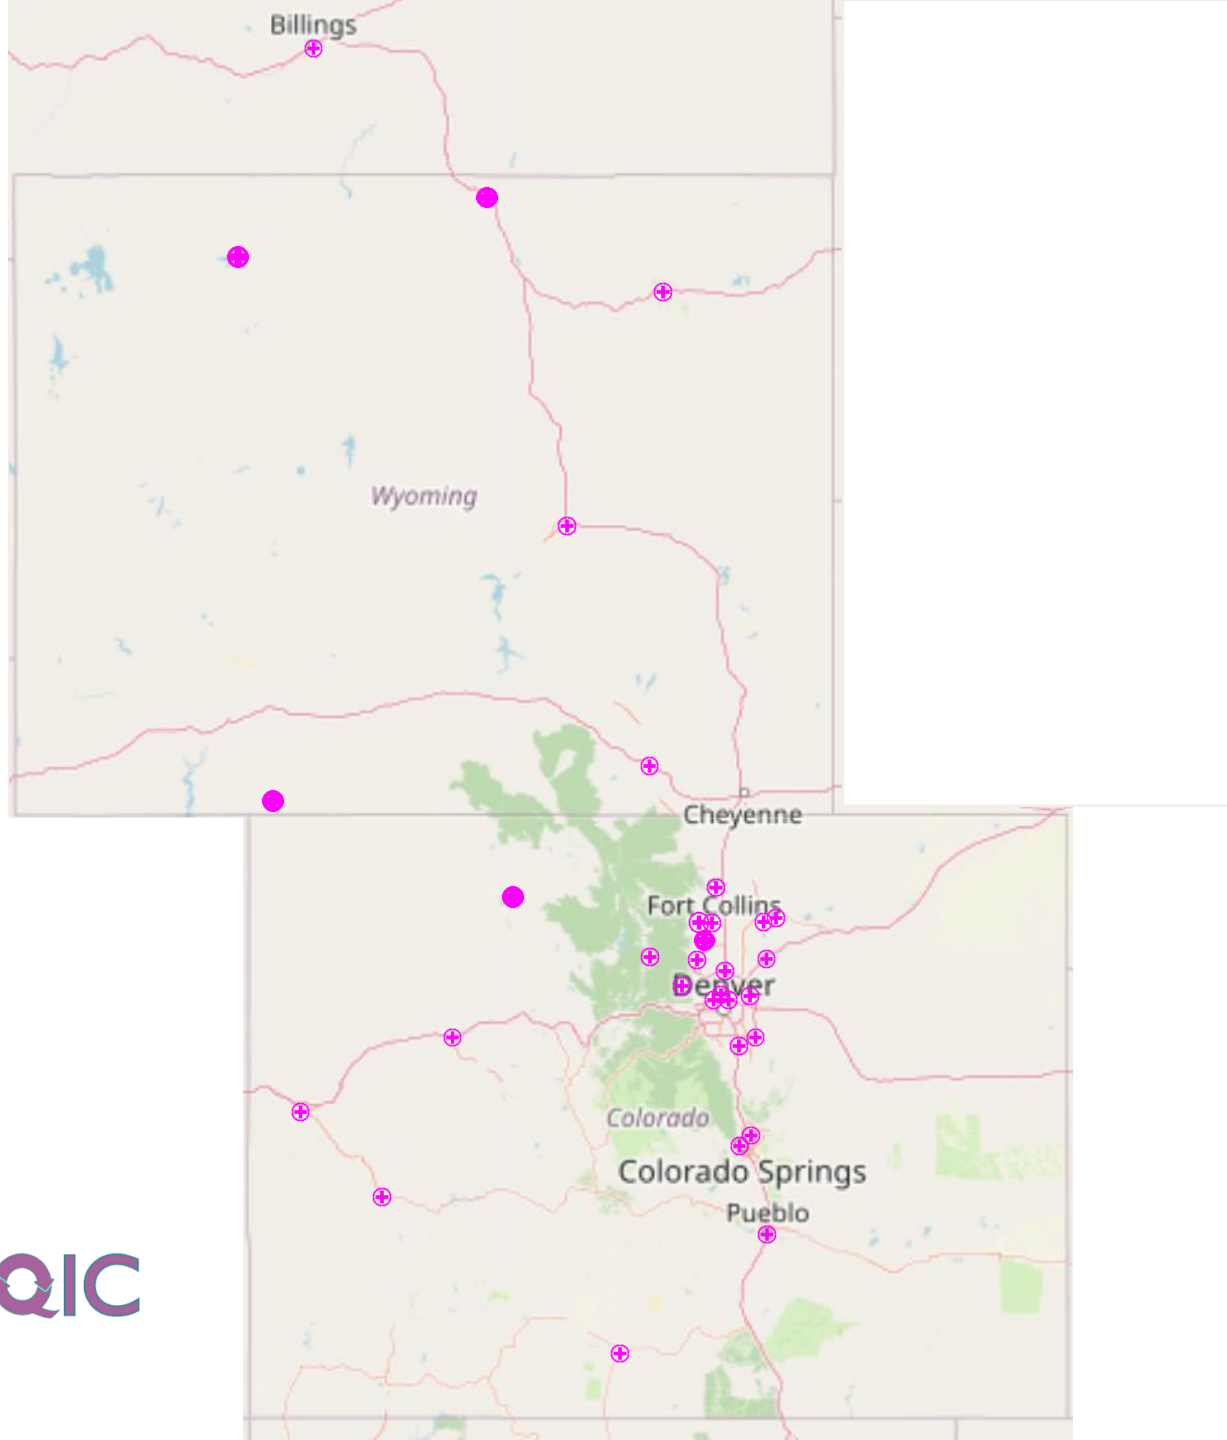 Billings
Wyoming
Cheyenne
Fort Collins
Denver
Colorado
Colorado Springs
Pueblo
QIC